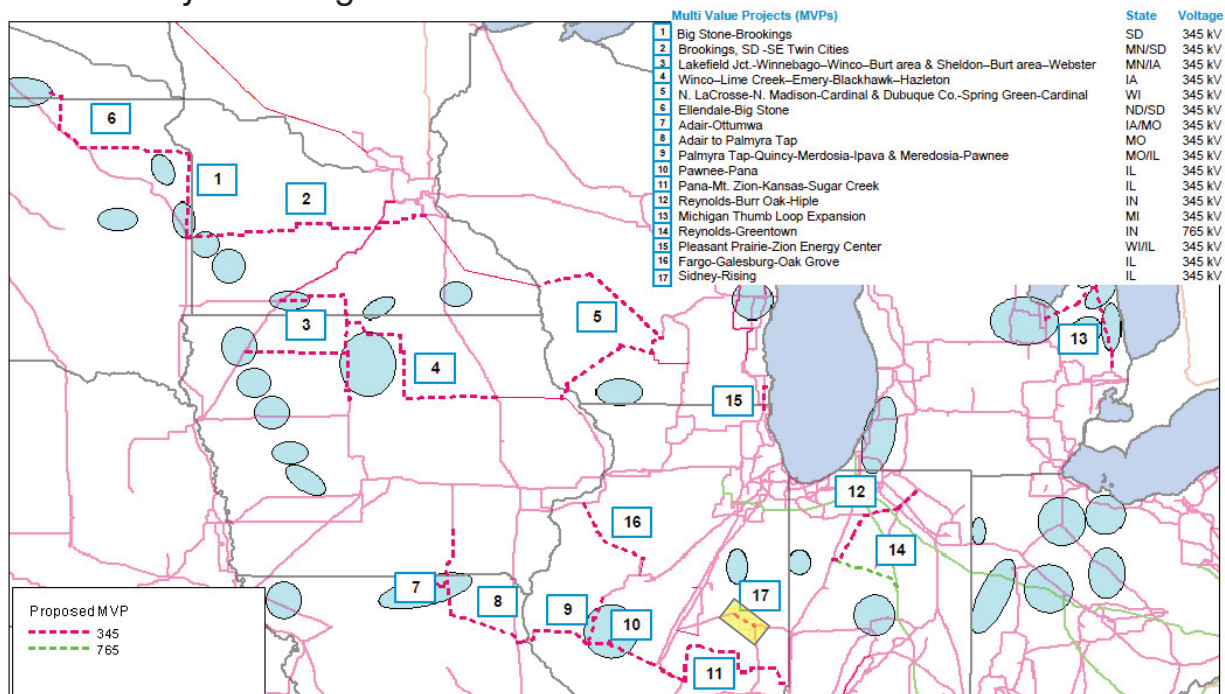 Multi Value Projects (MVPs) State Voltage
1 Big Stone-Brookings SD 345 kV
2 Brookings, SD -SE Twin Cities MN/SD 345 kV
3 Lakefield Jct.-Winnebago–Winco–Burt area & Sheldon–Burt area–Webster MN/IA 345 kV
4 Winco–Lime Creek–Emery–Blackhawk–Hazleton IA 345 kV
5 N. LaCrosse-N. Madison-Cardinal & Dubuque Co.-Spring Green-Cardinal WI 345 kV
6 Ellendale-Big Stone ND/SD 345 kV
7 Adair-Ottumwa IA/MO 345 kV
8 Adair to Palmyra Tap MO 345 kV
9 Palmyra Tap-Quincy-Merdosia-Ipava & Meredosia-Pawnee MO/IL 345 kV
10 Pawnee-Pana IL 345 kV
11 Pana-Mt. Zion-Kansas-Sugar Creek IL 345 kV
12 Reynolds-Burr Oak-Hiple IN 345 kV
13 Michigan Thumb Loop Expansion MI 345 kV
14 Reynolds-Greentown IN 765 kV
15 Pleasant Prairie-Zion Energy Center WI/IL 345 kV
16 Fargo-Galesburg-Oak Grove IL 345 kV
17 Sidney-Rising IL 345 kV
6
1
2
3
5
13
4
15
12
16
14
7
8
9
10
17
11
Proposed MVP
345
765